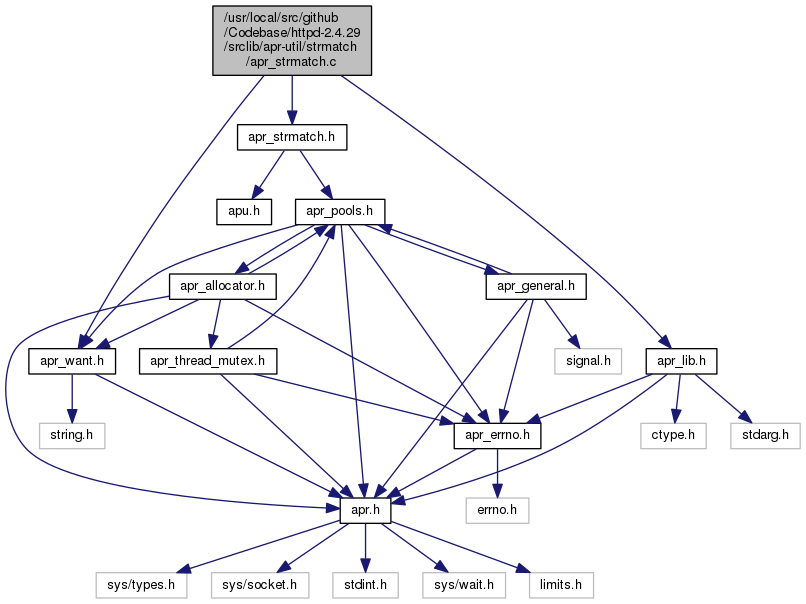 /usr/local/src/github
/Codebase/httpd-2.4.29
/srclib/apr-util/strmatch
/apr_strmatch.c
apr_strmatch.h
apu.h
apr_pools.h
apr_allocator.h
apr_general.h
apr_want.h
apr_thread_mutex.h
signal.h
apr_lib.h
string.h
apr_errno.h
ctype.h
stdarg.h
apr.h
errno.h
sys/types.h
sys/socket.h
stdint.h
sys/wait.h
limits.h